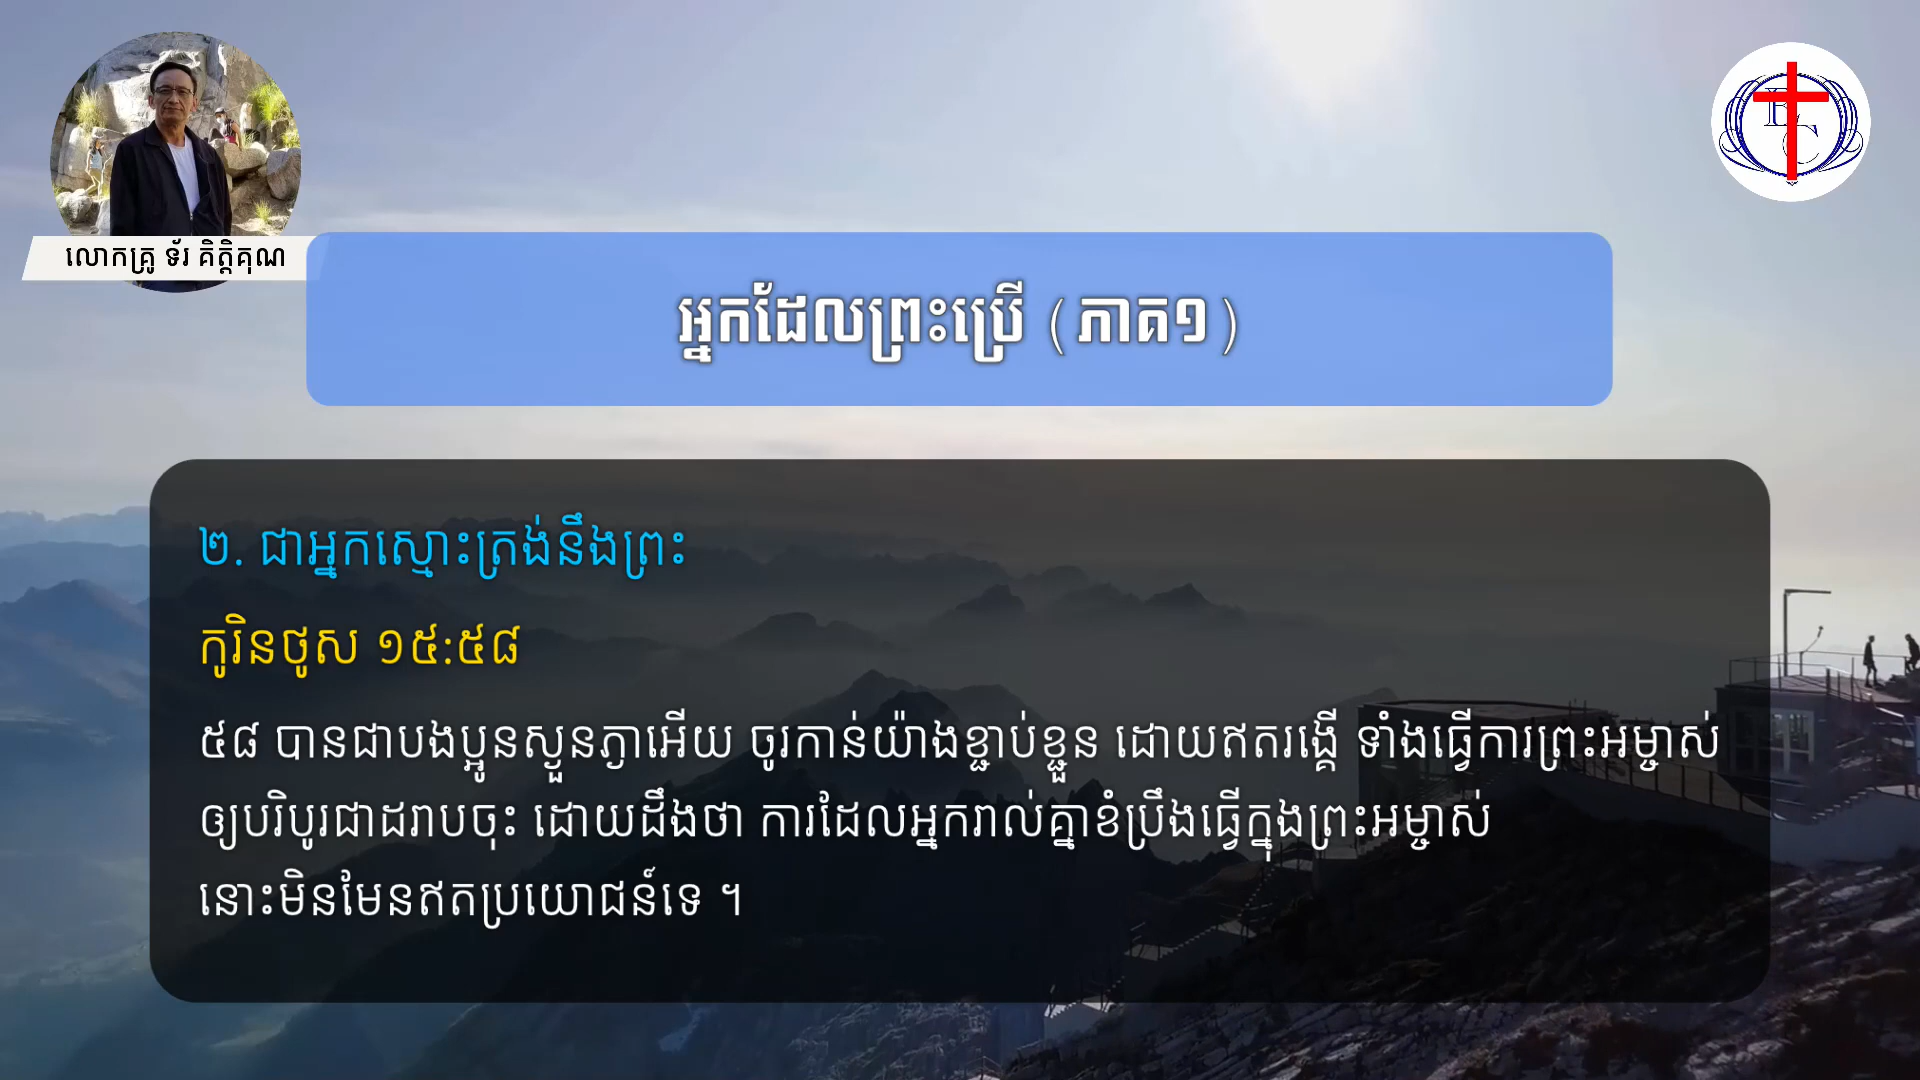 លោកគ្រូ ទ័រ គិត្តិគុណ
E
C
អ្នកដែលព្រះប្រើ (ភាគ១)
២. ជាអ្នកស្មោះត្រង់នឹងព្រះ
កូរិនថូស ១៥:៥៨
៥៨ បានជាបងប្អូនស្ងួនភ្ងាអើយ ចូរកាន់យ៉ាងខ្ជាប់ខ្ជួន ដោយឥតរង្គើ ទាំងធ្វើការព្រះអម្ចាស់
ឲ្យបរិបូរជាដរាបចុះ ដោយដឹងថា ការដែលអ្នករាល់គ្នាខំប្រឹងធ្វើក្នុងព្រះអម្ចាស់
នោះមិនមែនឥតប្រយោជន៍ទេ ។